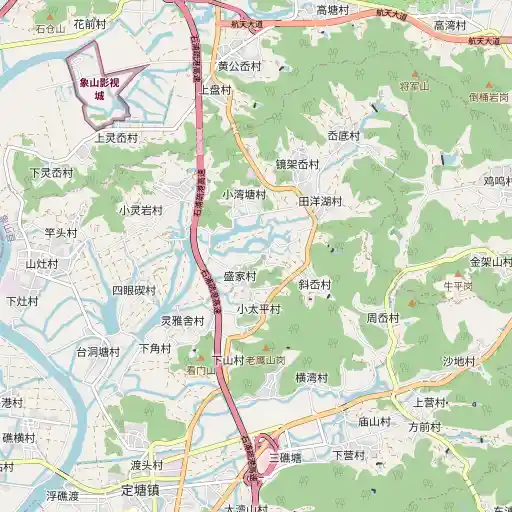 高塘村
航天大道
花前村
石仓山
航天大道
高湾村
航天大道
黄公岙村
象山影视
城
将军山
上盘村
倒桶岩岗
上灵岙村
岙底村
镜架岙村
下灵岙村
鸡鸣村
小湾塘村
田洋湖村
小灵岩村
竿头村
山灶村
金架山村
盛家村
牛平岗
斜岙村
四眼碶村
下灶村
小太平村
灵雅舍村
周岙村
下角村
台洞塘村
下山村
老鹰山岗
沙地村
看门山
横湾村
港村
上营村
庙山村
方前村
礁横村
三礁塘
下营村
渡头村
定塘镇
浮礁渡
大湾山村